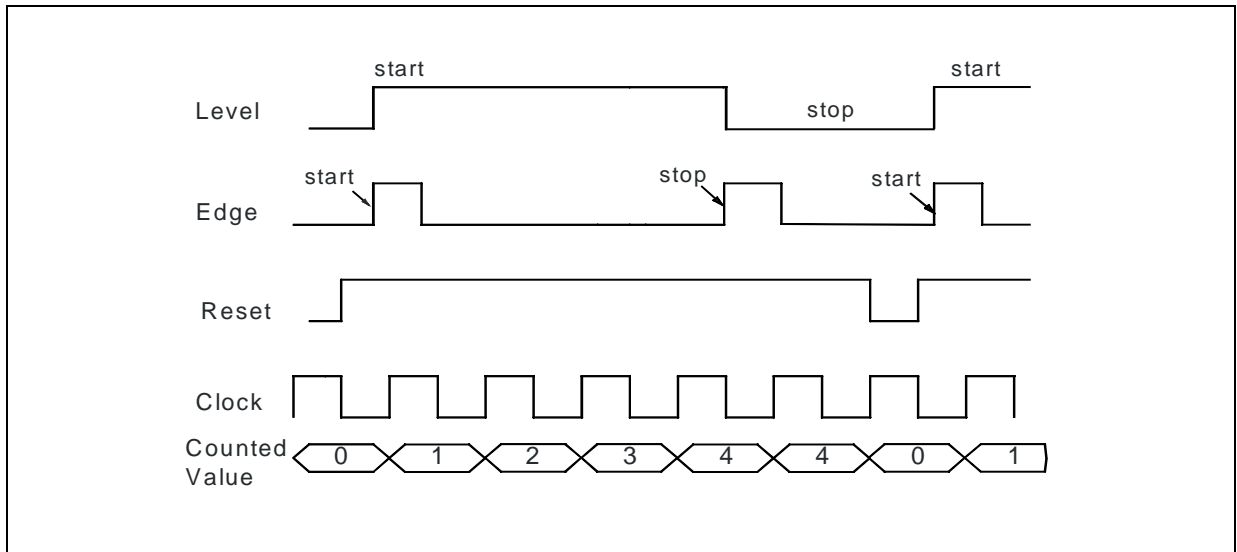 start start
Level stop
start stop start
Edge
Reset
Clock
Counted
Value
0 1 2 3 4 4 0 1